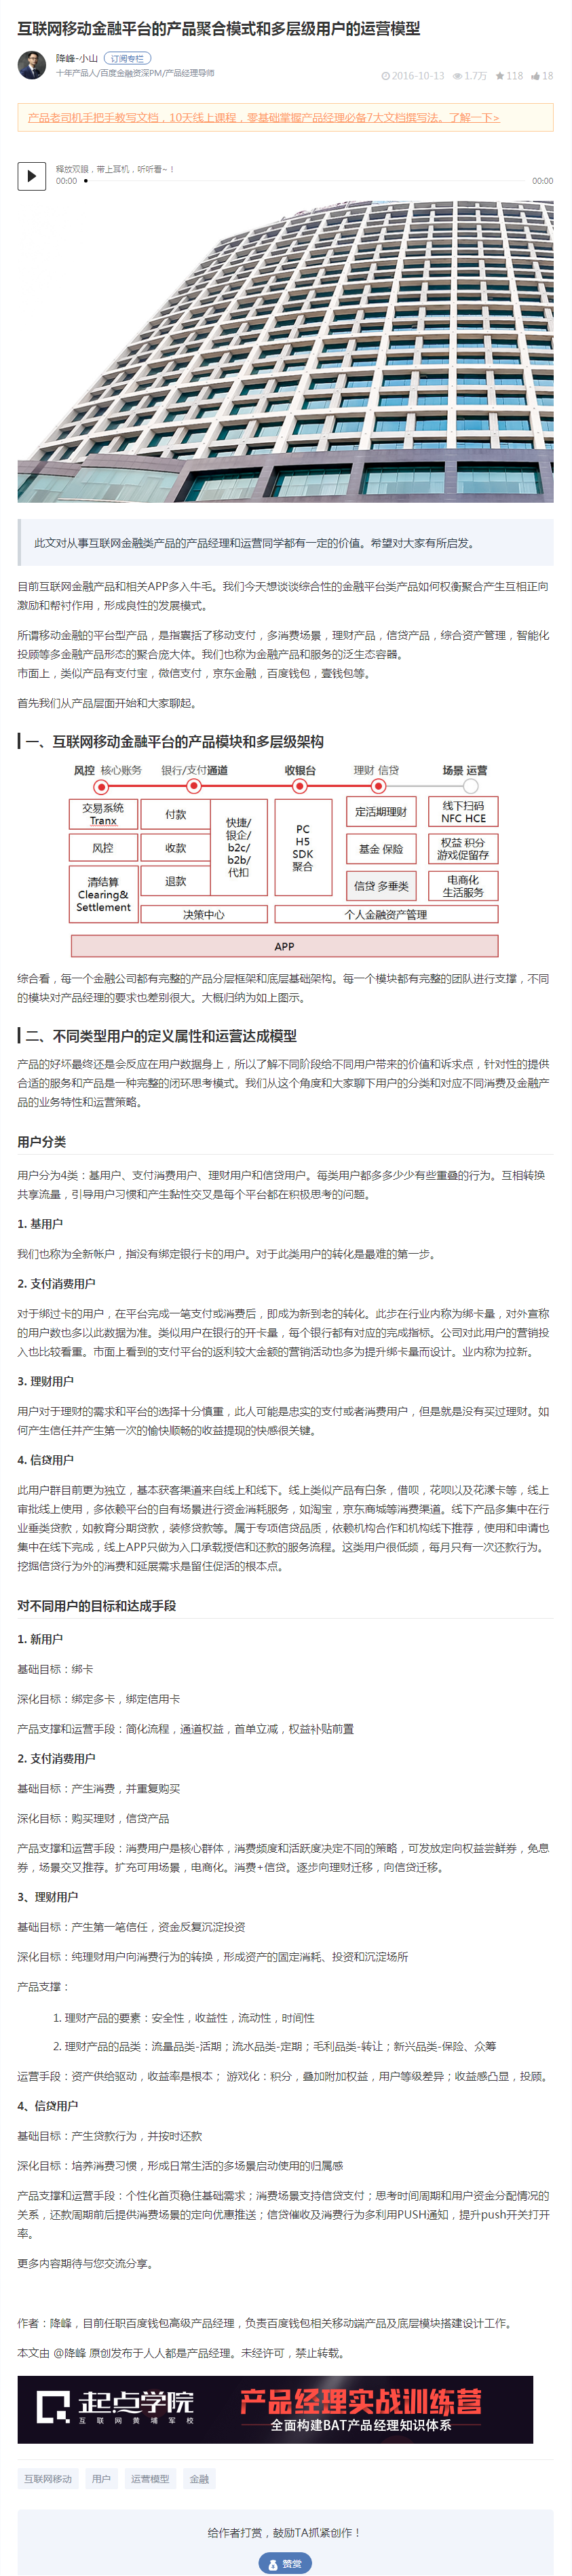 互联网移动金融平台的产品聚合模式和多层级用户的运营模型
降峰-小山 订阅专栏
十年产品人/百度金融资深PM/产品经理导师
2016-10-13 1.7万 118 18
产品老司机手把手教写文档，10天线上课程，零基础掌握产品经理必备7大文档撰写法。了解一下>
释放双眼，带上耳机，听听看~！
00:00 00:00
此文对从事互联网金融类产品的产品经理和运营同学都有一定的价值。希望对大家有所启发。
目前互联网金融产品和相关APP多入牛毛。我们今天想谈谈综合性的金融平台类产品如何权衡聚合产生互相正向
激励和帮衬作用，形成良性的发展模式。
所谓移动金融的平台型产品，是指囊括了移动支付，多消费场景，理财产品，信贷产品，综合资产管理，智能化
投顾等多金融产品形态的聚合庞大体。我们也称为金融产品和服务的泛生态容器。
市面上，类似产品有支付宝，微信支付，京东金融，百度钱包，壹钱包等。
首先我们从产品层面开始和大家聊起。
一、互联网移动金融平台的产品模块和多层级架构
风控 核心账务 银行/支付通道 收银台 理财 信贷 场景 运营
交易系统
Tranx
风控
清结算
Clearing&
Settlement
付款
收款
退款
快捷/
银企/
b2c/
b2b/
代扣
决策中心
PC
H5
SDK
聚合
定活期理财
基金 保险
信贷 多垂类
线下扫码
NFC HCE
权益 积分
游戏促留存
电商化
生活服务
个人金融资产管理
APP
综合看，每一个金融公司都有完整的产品分层框架和底层基础架构。每一个模块都有完整的团队进行支撑，不同
的模块对产品经理的要求也差别很大。大概归纳为如上图示。
二、不同类型用户的定义属性和运营达成模型
产品的好坏最终还是会反应在用户数据身上，所以了解不同阶段给不同用户带来的价值和诉求点，针对性的提供
合适的服务和产品是一种完整的闭环思考模式。我们从这个角度和大家聊下用户的分类和对应不同消费及金融产
品的业务特性和运营策略。
用户分类
用户分为4类：基用户、支付消费用户、理财用户和信贷用户。每类用户都多多少少有些重叠的行为。互相转换
共享流量，引导用户习惯和产生黏性交叉是每个平台都在积极思考的问题。
1. 基用户
我们也称为全新帐户，指没有绑定银行卡的用户。对于此类用户的转化是最难的第一步。
2. 支付消费用户
对于绑过卡的用户，在平台完成一笔支付或消费后，即成为新到老的转化。此步在行业内称为绑卡量，对外宣称
的用户数也多以此数据为准。类似用户在银行的开卡量，每个银行都有对应的完成指标。公司对此用户的营销投
入也比较看重。市面上看到的支付平台的返利较大金额的营销活动也多为提升绑卡量而设计。业内称为拉新。
3. 理财用户
用户对于理财的需求和平台的选择十分慎重，此人可能是忠实的支付或者消费用户，但是就是没有买过理财。如
何产生信任并产生第一次的愉快顺畅的收益提现的快感很关键。
4. 信贷用户
此用户群目前更为独立，基本获客渠道来自线上和线下。线上类似产品有白条，借呗，花呗以及花漾卡等，线上
审批线上使用，多依赖平台的自有场景进行资金消耗服务，如淘宝，京东商城等消费渠道。线下产品多集中在行
业垂类贷款，如教育分期贷款，装修贷款等。属于专项信贷品质，依赖机构合作和机构线下推荐，使用和申请也
集中在线下完成，线上APP只做为入口承载授信和还款的服务流程。这类用户很低频，每月只有一次还款行为。
挖掘信贷行为外的消费和延展需求是留住促活的根本点。
对不同用户的目标和达成手段
1. 新用户
基础目标：绑卡
深化目标：绑定多卡，绑定信用卡
产品支撑和运营手段：简化流程，通道权益，首单立减，权益补贴前置
2. 支付消费用户
基础目标：产生消费，并重复购买
深化目标：购买理财，信贷产品
产品支撑和运营手段：消费用户是核心群体，消费频度和活跃度决定不同的策略，可发放定向权益尝鲜券，免息
券，场景交叉推荐。扩充可用场景，电商化。消费+信贷。逐步向理财迁移，向信贷迁移。
3、理财用户
基础目标：产生第一笔信任，资金反复沉淀投资
深化目标：纯理财用户向消费行为的转换，形成资产的固定消耗、投资和沉淀场所
产品支撑：
1. 理财产品的要素：安全性，收益性，流动性，时间性
2. 理财产品的品类：流量品类-活期；流水品类-定期；毛利品类-转让；新兴品类-保险、众筹
运营手段：资产供给驱动，收益率是根本； 游戏化：积分，叠加附加权益，用户等级差异；收益感凸显，投顾。
4、信贷用户
基础目标：产生贷款行为，并按时还款
深化目标：培养消费习惯，形成日常生活的多场景启动使用的归属感
产品支撑和运营手段：个性化首页稳住基础需求；消费场景支持信贷支付；思考时间周期和用户资金分配情况的
关系，还款周期前后提供消费场景的定向优惠推送；信贷催收及消费行为多利用PUSH通知，提升push开关打开
率。
更多内容期待与您交流分享。
作者：降峰，目前任职百度钱包高级产品经理，负责百度钱包相关移动端产品及底层模块搭建设计工作。
本文由 @降峰 原创发布于人人都是产品经理。未经许可，禁止转载。
起点学院 产品经理实战训练营
互联网黄埔军校 全面构建BAT产品经理知识体系
互联网移动 用户 运营模型 金融
给作者打赏，鼓励TA抓紧创作！
赞赏